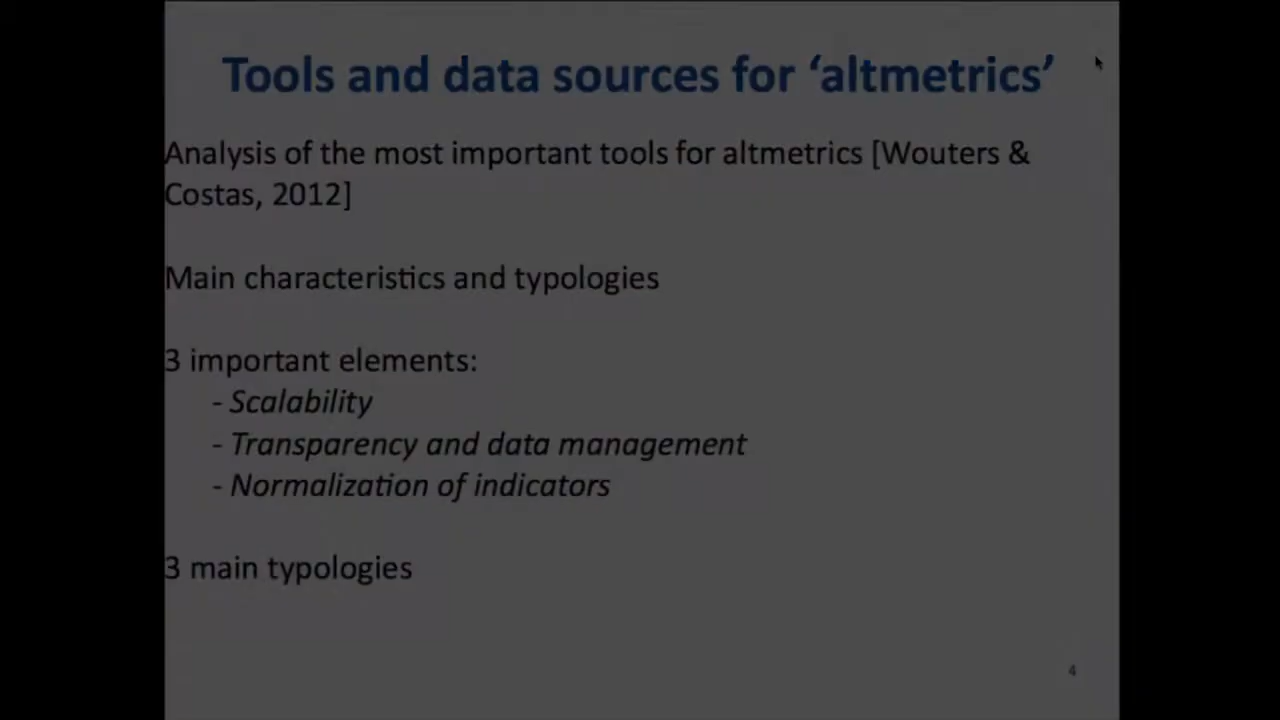 Tools and data sources for ‘altmetrics’
Analysis of the most important tools for altmetrics [Wouters &
Costas, 2012]
Main characteristics and typologies
3 important elements:
- Scalability
- Transparency and data management
- Normalization of indicators
3 main typologies
4